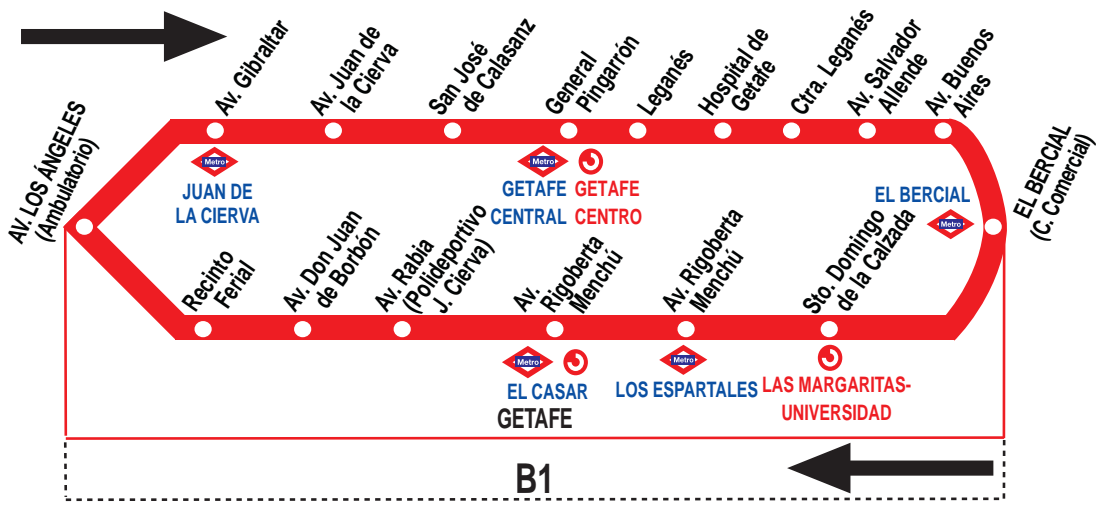 Av. Gibraltar
Av. Juan de
la Cierva
San José
de Calasanz
General
Pingarrón
Leganés
Hospital de
Getafe
Ctra. Leganés
Av. Salvador
Allende
Av. Buenos
Aires
AV. LOS ÁNGELES
(Ambulatorio)
EL BERCIAL
(C. Comercial)
Metro
JUAN DE
LA CIERVA
Metro
GETAFE
CENTRAL
GETAFE
CENTRO
EL BERCIAL
Metro
Recinto
Ferial
Av. Don Juan
de Borbón
Av. Rabia
(Polideportivo
J. Cierva)
Av.
Rigoberta
Menchú
Av. Rigoberta
Menchú
Sto. Domingo
de la Calzada
Metro
EL CASAR
GETAFE
Metro
LOS ESPARTALES
LAS MARGARITAS-
UNIVERSIDAD
B1